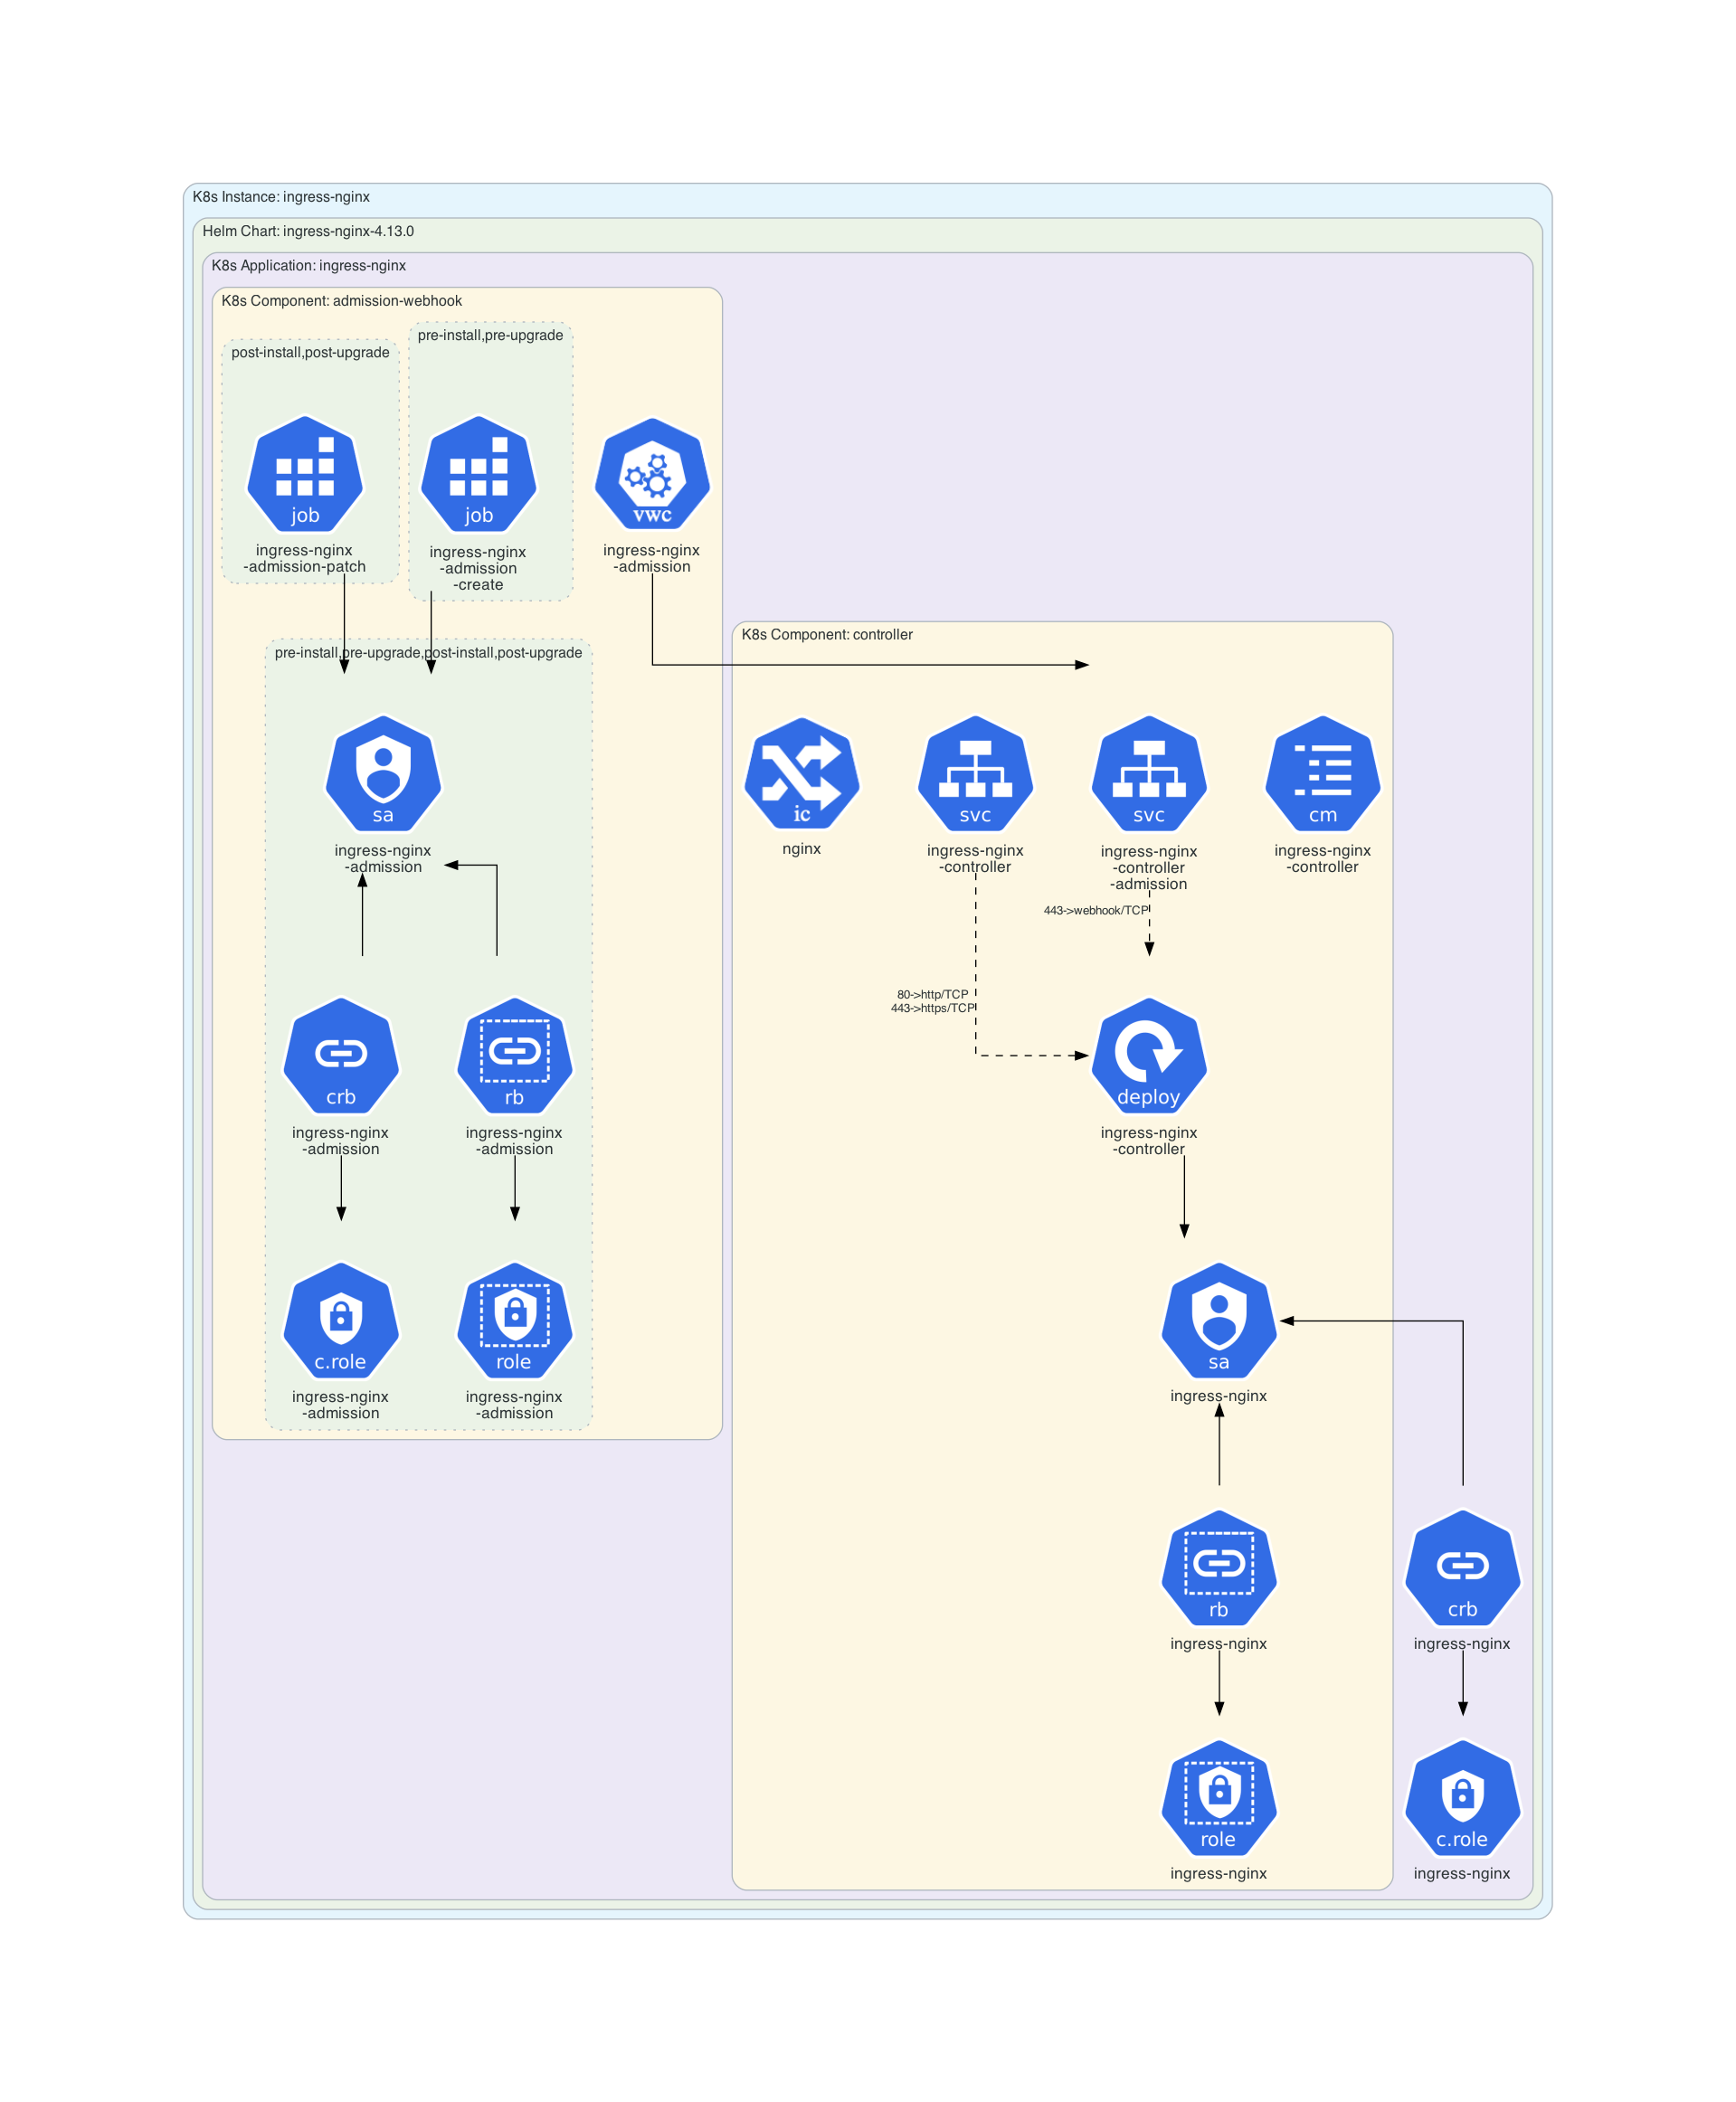 K8s Instance: ingress-nginx
Helm Chart: ingress-nginx-4.13.0
K8s Application: ingress-nginx
K8s Component: admission-webhook
post-install,post-upgrade
job
ingress-nginx
-admission-patch
pre-install,pre-upgrade
job
ingress-nginx
-admission
-create
vwc
ingress-nginx
-admission
pre-install,pre-upgrade,post-install,post-upgrade
sa
ingress-nginx
-admission
crb
ingress-nginx
-admission
rb
ingress-nginx
-admission
c.role
ingress-nginx
-admission
role
ingress-nginx
-admission
K8s Component: controller
ic
nginx
svc
ingress-nginx
-controller
svc
ingress-nginx
-controller
-admission
cm
ingress-nginx
-controller
443->webhook/TCP
80->http/TCP
443->https/TCP
deploy
ingress-nginx
-controller
sa
ingress-nginx
rb
ingress-nginx
crb
ingress-nginx
role
ingress-nginx
c.role
ingress-nginx